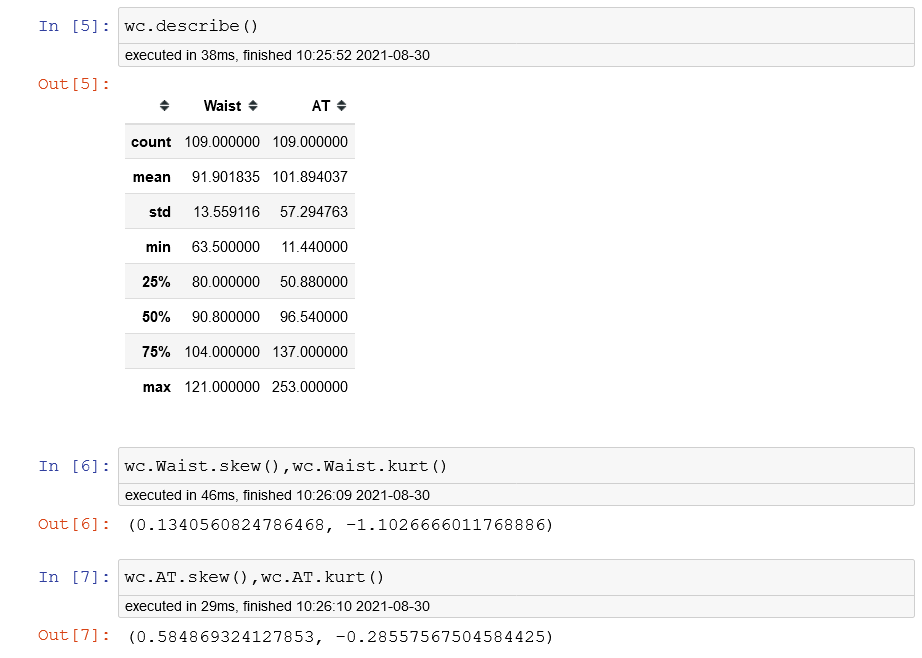 In [5]: wc.describe()
executed in 38ms, finished 10:25:52 2021-08-30
Out[5]:
Waist AT
count 109.000000 109.000000
mean 91.901835 101.894037
std 13.559116 57.294763
min 63.500000 11.440000
25% 80.000000 50.880000
50% 90.800000 96.540000
75% 104.000000 137.000000
max 121.000000 253.000000
In [6]: wc.Waist.skew(),wc.Waist.kurt()
executed in 46ms, finished 10:26:09 2021-08-30
Out[6]: (0.1340560824786468, -1.1026666011768886)
In [7]: wc.AT.skew(),wc.AT.kurt()
executed in 29ms, finished 10:26:10 2021-08-30
Out[7]: (0.584869324127853, -0.28557567504584425)